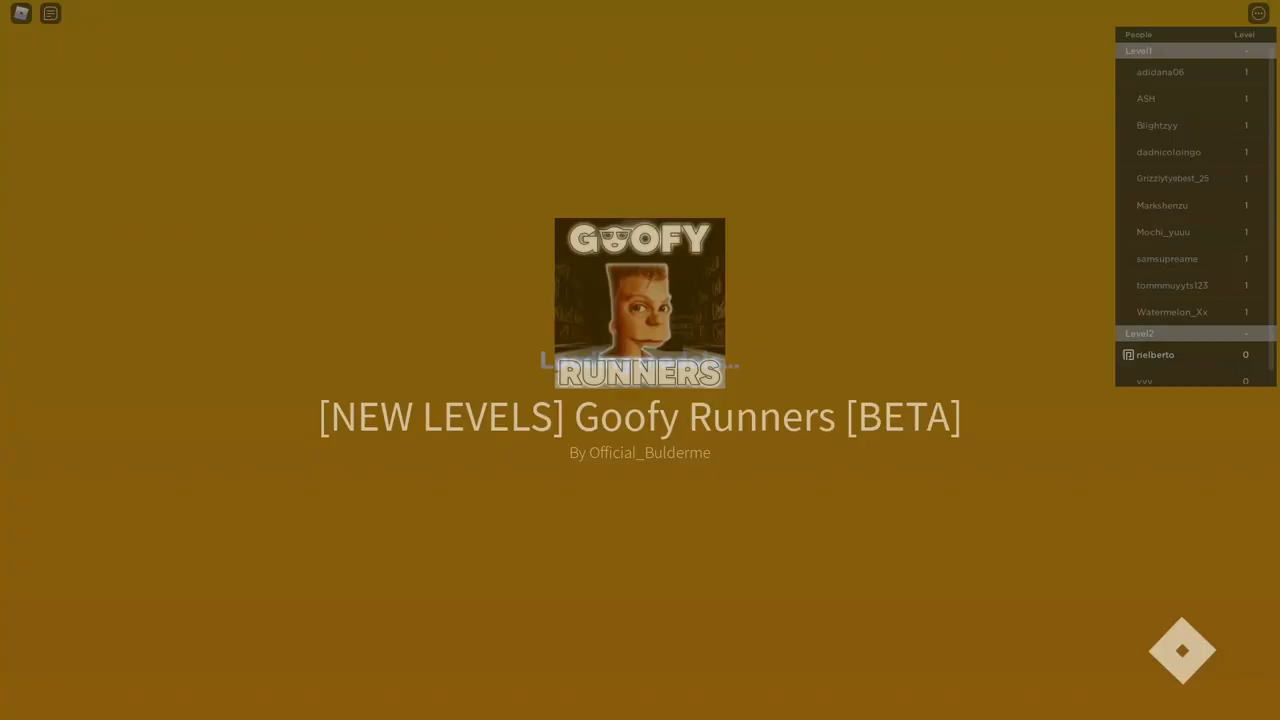 People Level
Level1 -
adidana06 1
ASH 1
Blightzyy 1
dadnicoloingo 1
Grizzlytyebest_25 1
Markshenzu 1
Mochi_yuuu 1
samsupreame 1
tommmuyyts123 1
Watermelon_Xx 1
Level2 -
rielberto 0
0
GOOFY
RUNNERS
[NEW LEVELS] Goofy Runners [BETA]
By Official_Bulderme